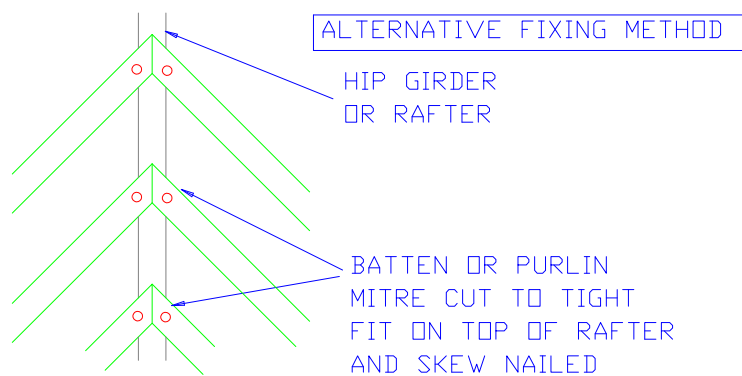 ALTERNATIVE FIXING METHOD
HIP GIRDER
OR RAFTER
BATTEN OR PURLIN
MITRE CUT TO TIGHT
FIT ON TOP OF RAFTER
AND SKEW NAILED